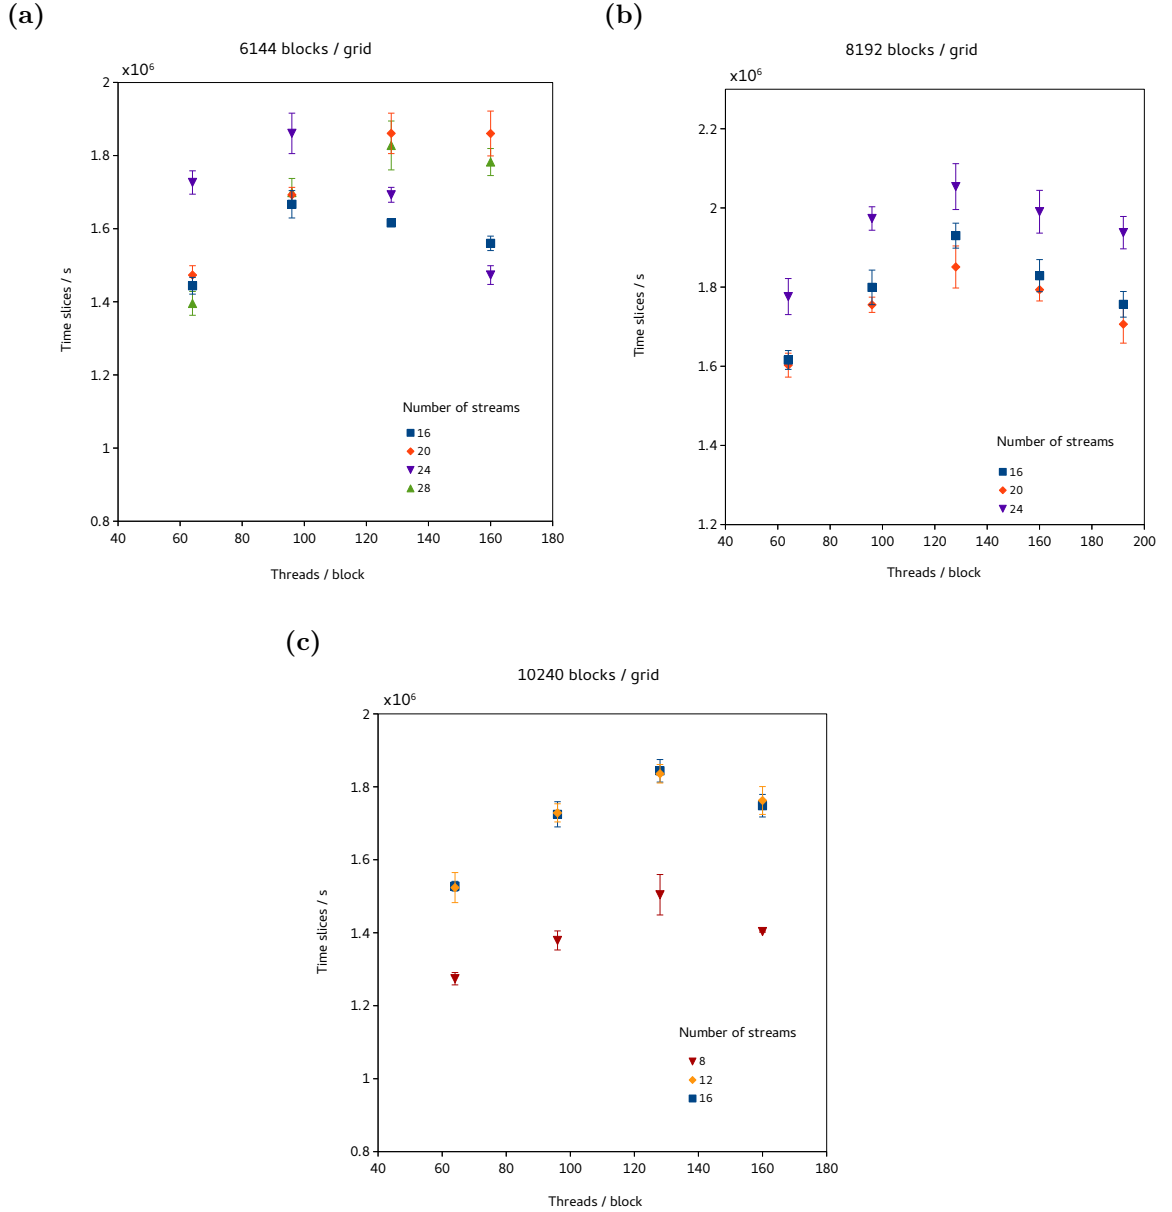 (a)
6144 blocks / grid
x10⁶
2
1.8
1.6
1.4
1.2
1
0.8
Time slices / s
Number of streams
16
20
24
28
40 60 80 100 120 140 160 180
Threads / block
(b)
8192 blocks / grid
x10⁶
2.2
2
1.8
1.6
1.4
1.2
Time slices / s
Number of streams
16
20
24
40 60 80 100 120 140 160 180 200
Threads / block
(c)
10240 blocks / grid
x10⁶
2
1.8
1.6
1.4
1.2
1
0.8
Time slices / s
Number of streams
8
12
16
40 60 80 100 120 140 160 180
Threads / block